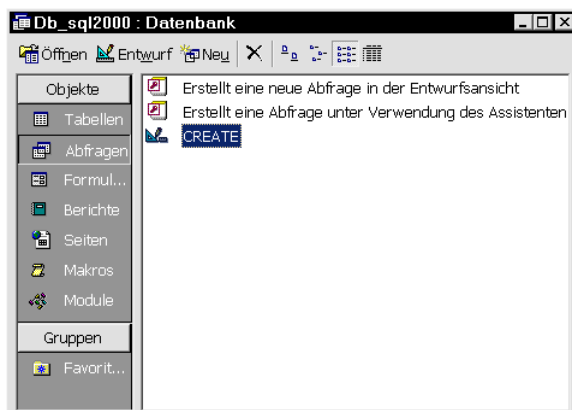 Db_sql2000 : Datenbank
Öffnen Entwurf Neu
Objekte
Tabellen
Abfragen
Formul...
Berichte
Seiten
Makros
Module
Gruppen
Favorit...
Erstellt eine neue Abfrage in der Entwurfsansicht
Erstellt eine Abfrage unter Verwendung des Assistenten
CREATE